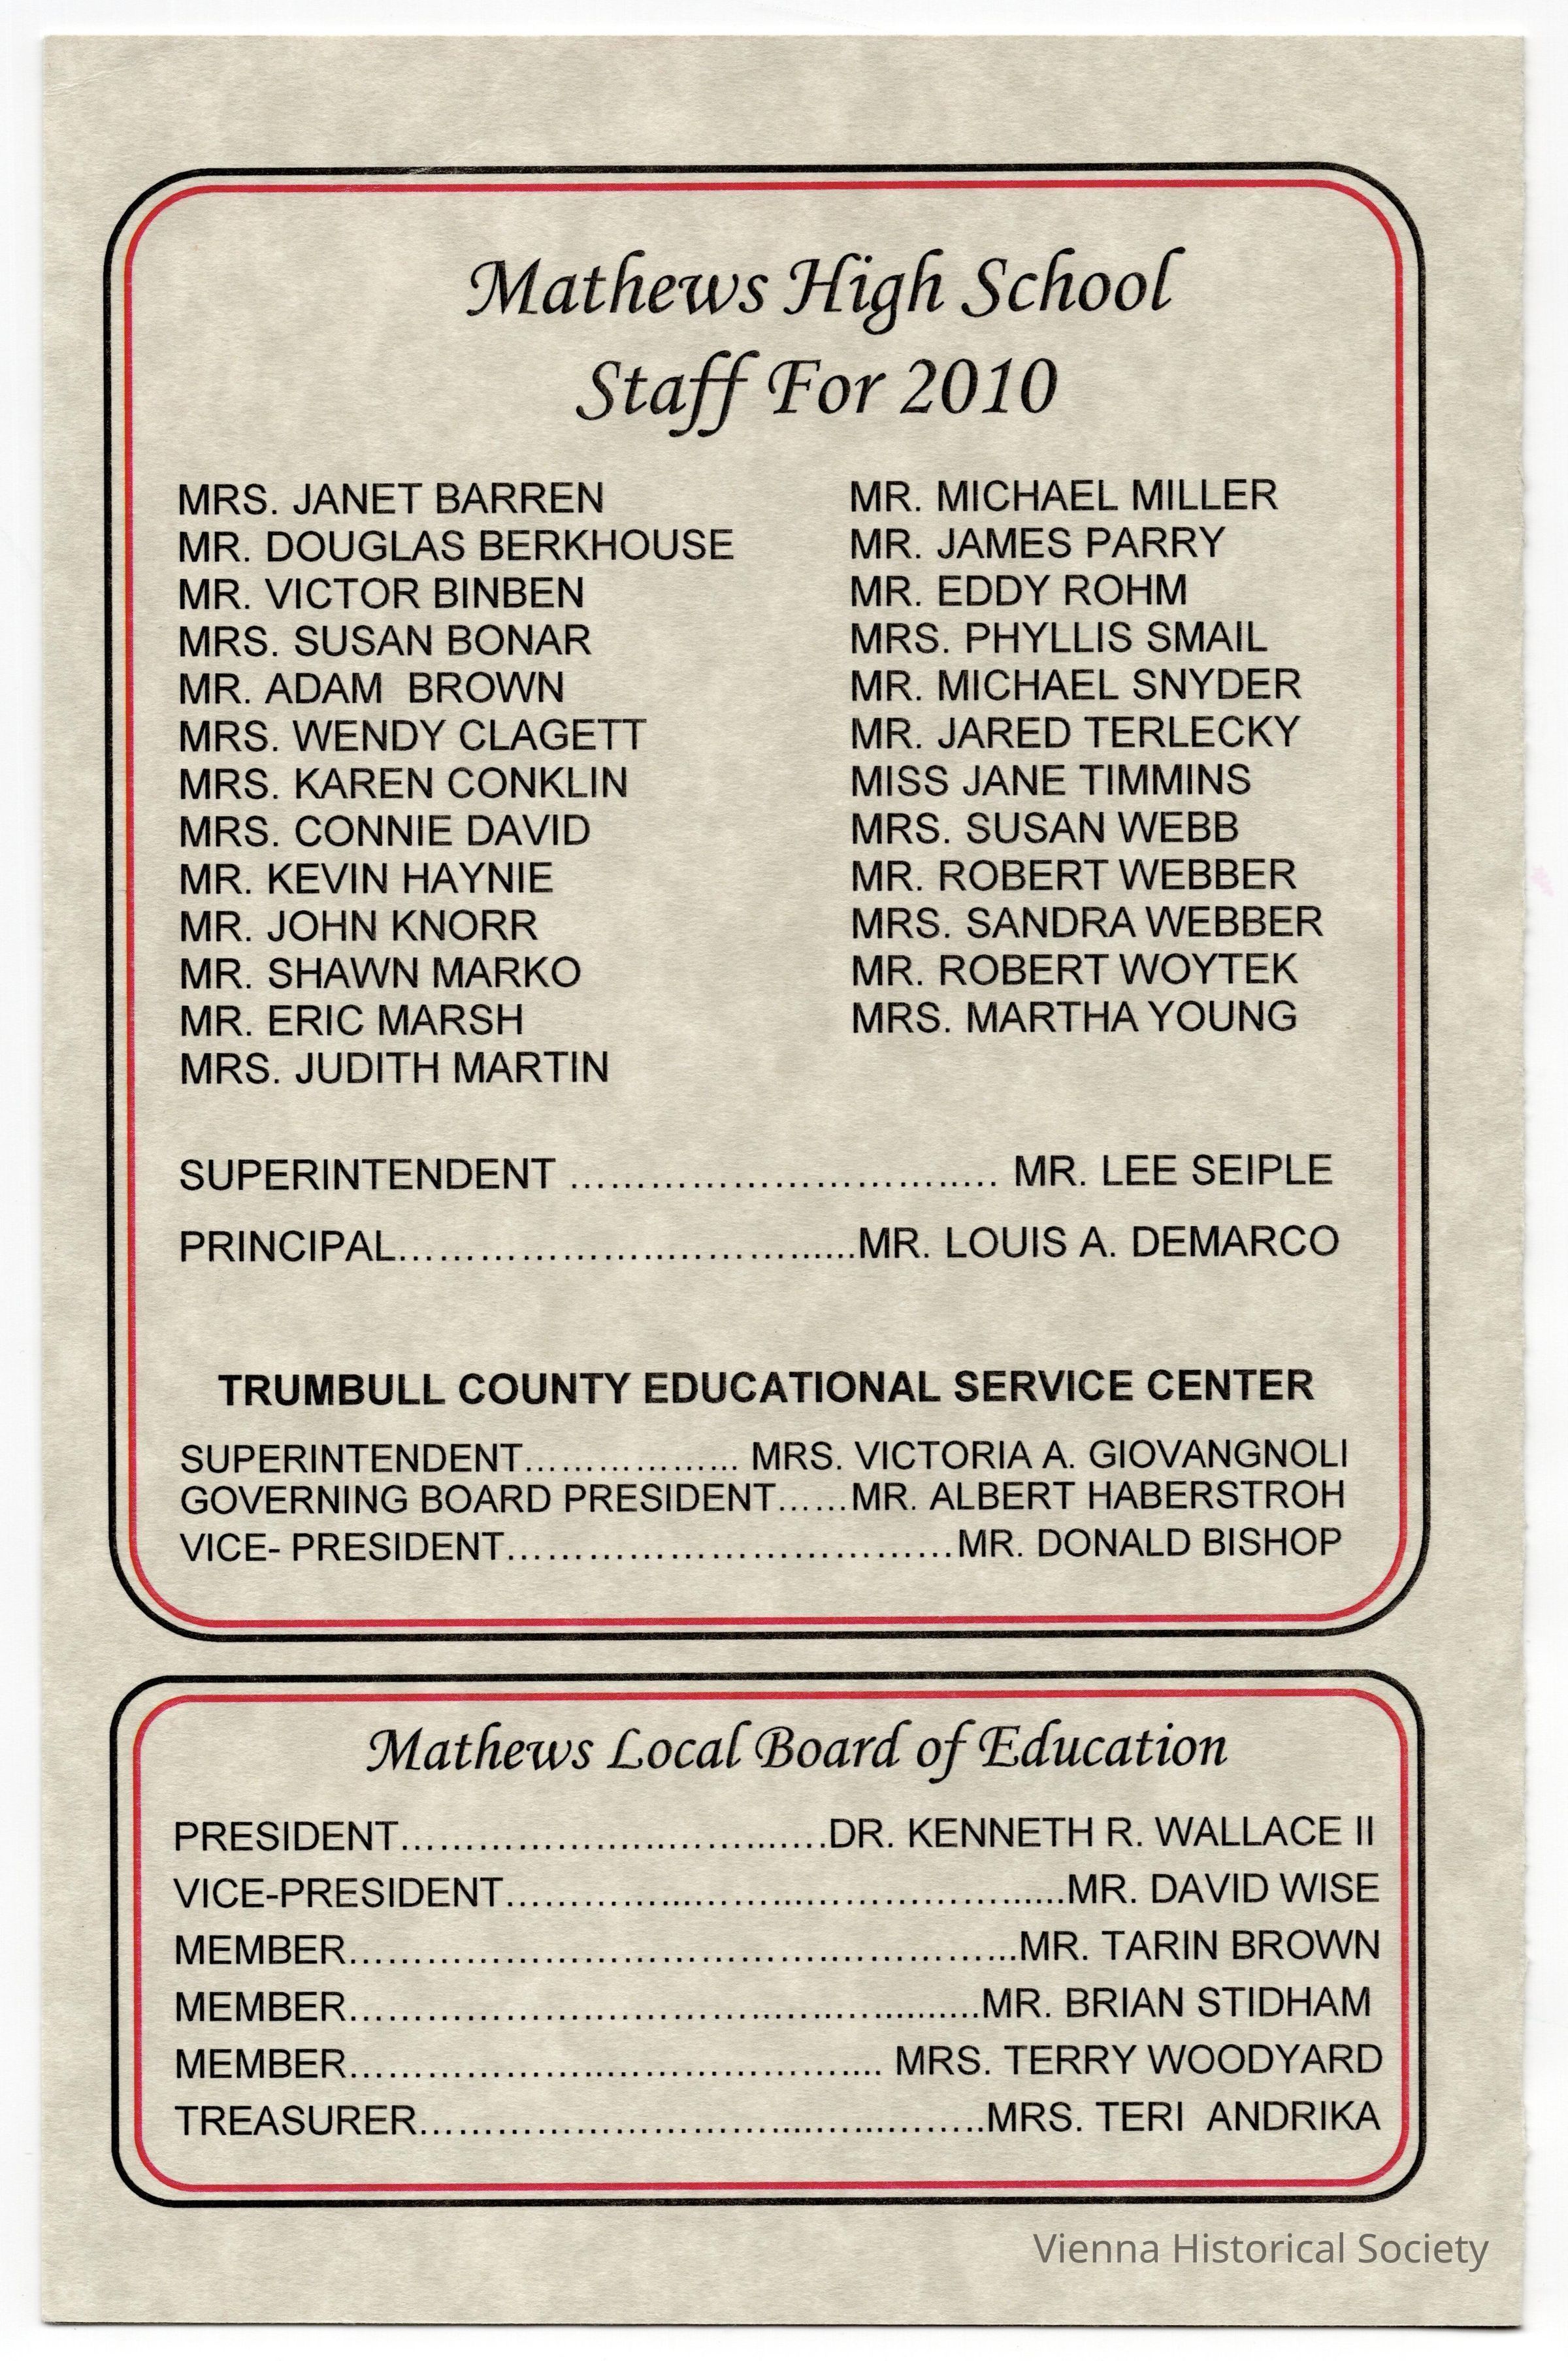 Mathews High School
Staff For 2010
MRS. JANET BARREN
MR. DOUGLAS BERKHOUSE
MR. VICTOR BINBEN
MRS. SUSAN BONAR
MR. ADAM  BROWN
MRS. WENDY CLAGETT
MRS. KAREN CONKLIN
MRS. CONNIE DAVID
MR. KEVIN HAYNIE
MR. JOHN KNORR
MR. SHAWN MARKO
MR. ERIC MARSH
MRS. JUDITH MARTIN
MR. MICHAEL MILLER
MR. JAMES PARRY
MR. EDDY ROHM
MRS. PHYLLIS SMAIL
MR. MICHAEL SNYDER
MR. JARED TERLECKY
MISS JANE TIMMINS
MRS. SUSAN WEBB
MR. ROBERT WEBBER
MRS. SANDRA WEBBER
MR. ROBERT WOYTEK
MRS. MARTHA YOUNG
SUPERINTENDENT ................................ MR. LEE SEIPLE
PRINCIPAL..................................MR. LOUIS A. DEMARCO
TRUMBULL COUNTY EDUCATIONAL SERVICE CENTER
SUPERINTENDENT................ MRS. VICTORIA A. GIOVANGNOLI
GOVERNING BOARD PRESIDENT......MR. ALBERT HABERSTROH
VICE- PRESIDENT.................................MR. DONALD BISHOP
Mathews Local Board of Education
PRESIDENT................................DR. KENNETH R. WALLACE II
VICE-PRESIDENT..........................................MR. DAVID WISE
MEMBER..................................................MR. TARIN BROWN
MEMBER...............................................MR. BRIAN STIDHAM
MEMBER........................................ MRS. TERRY WOODYARD
TREASURER..........................................MRS. TERI  ANDRIKA
Vienna Historical Society